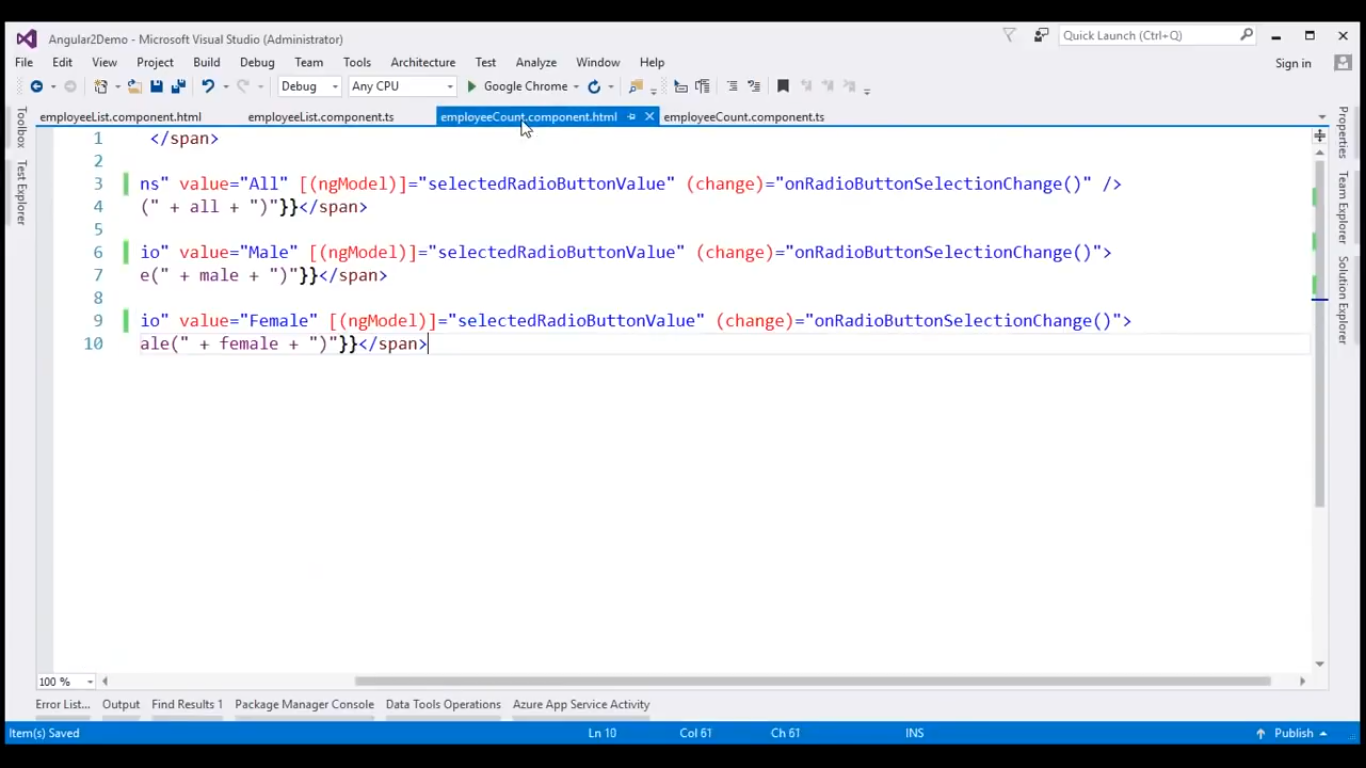 Angular2Demo - Microsoft Visual Studio (Administrator)
Quick Launch (Ctrl+Q)
File Edit View Project Build Debug Team Tools Architecture Test Analyze Window Help
Sign in
Debug Any CPU Google Chrome
employeeList.component.html employeeList.component.ts employeeCount.component.html employeeCount.component.ts
Toolbox
Test Explorer
1 </span>
2
3 ns" value="All" [(ngModel)]="selectedRadioButtonValue" (change)="onRadioButtonSelectionChange()" />
4 (" + all + ")"}}</span>
5
6 io" value="Male" [(ngModel)]="selectedRadioButtonValue" (change)="onRadioButtonSelectionChange()">
7 e(" + male + ")"}}</span>
8
9 io" value="Female" [(ngModel)]="selectedRadioButtonValue" (change)="onRadioButtonSelectionChange()">
10 ale(" + female + ")"}}</span>
Properties
Team Explorer
Solution Explorer
100 %
Error List... Output Find Results 1 Package Manager Console Data Tools Operations Azure App Service Activity
Item(s) Saved Ln 10 Col 61 Ch 61 INS Publish